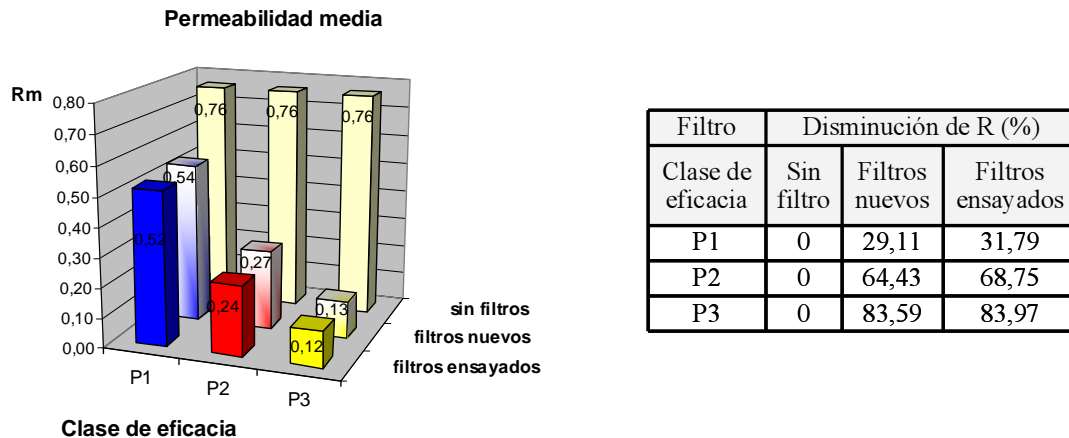 Permeabilidad media
Rm
0,80
0,70
0,60
0,50
0,40
0,30
0,20
0,10
0,00
0,76
0,76
0,76
0,54
0,27
0,13
0,52
0,24
0,12
P1
P2
P3
sin filtros
filtros nuevos
filtros ensayados
Clase de eficacia
Filtro Disminución de R (%)
Clase de Sin Filtros Filtros
eficacia filtro nuevos ensayados
P1 0 29,11 31,79
P2 0 64,43 68,75
P3 0 83,59 83,97